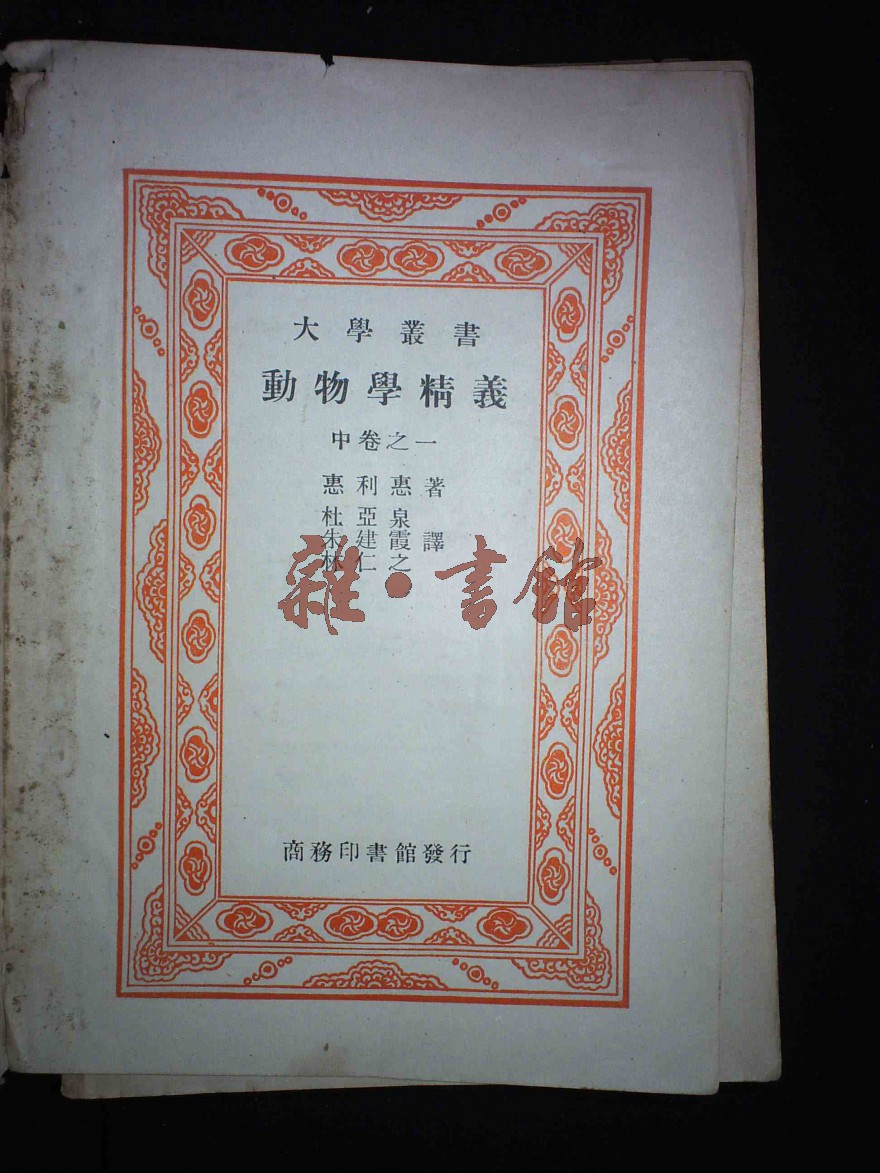 大學叢書
動物學精義
中卷之一
惠利惠著
杜亞泉
朱建霞譯
林仁之
雜·書館
商務印書館發行